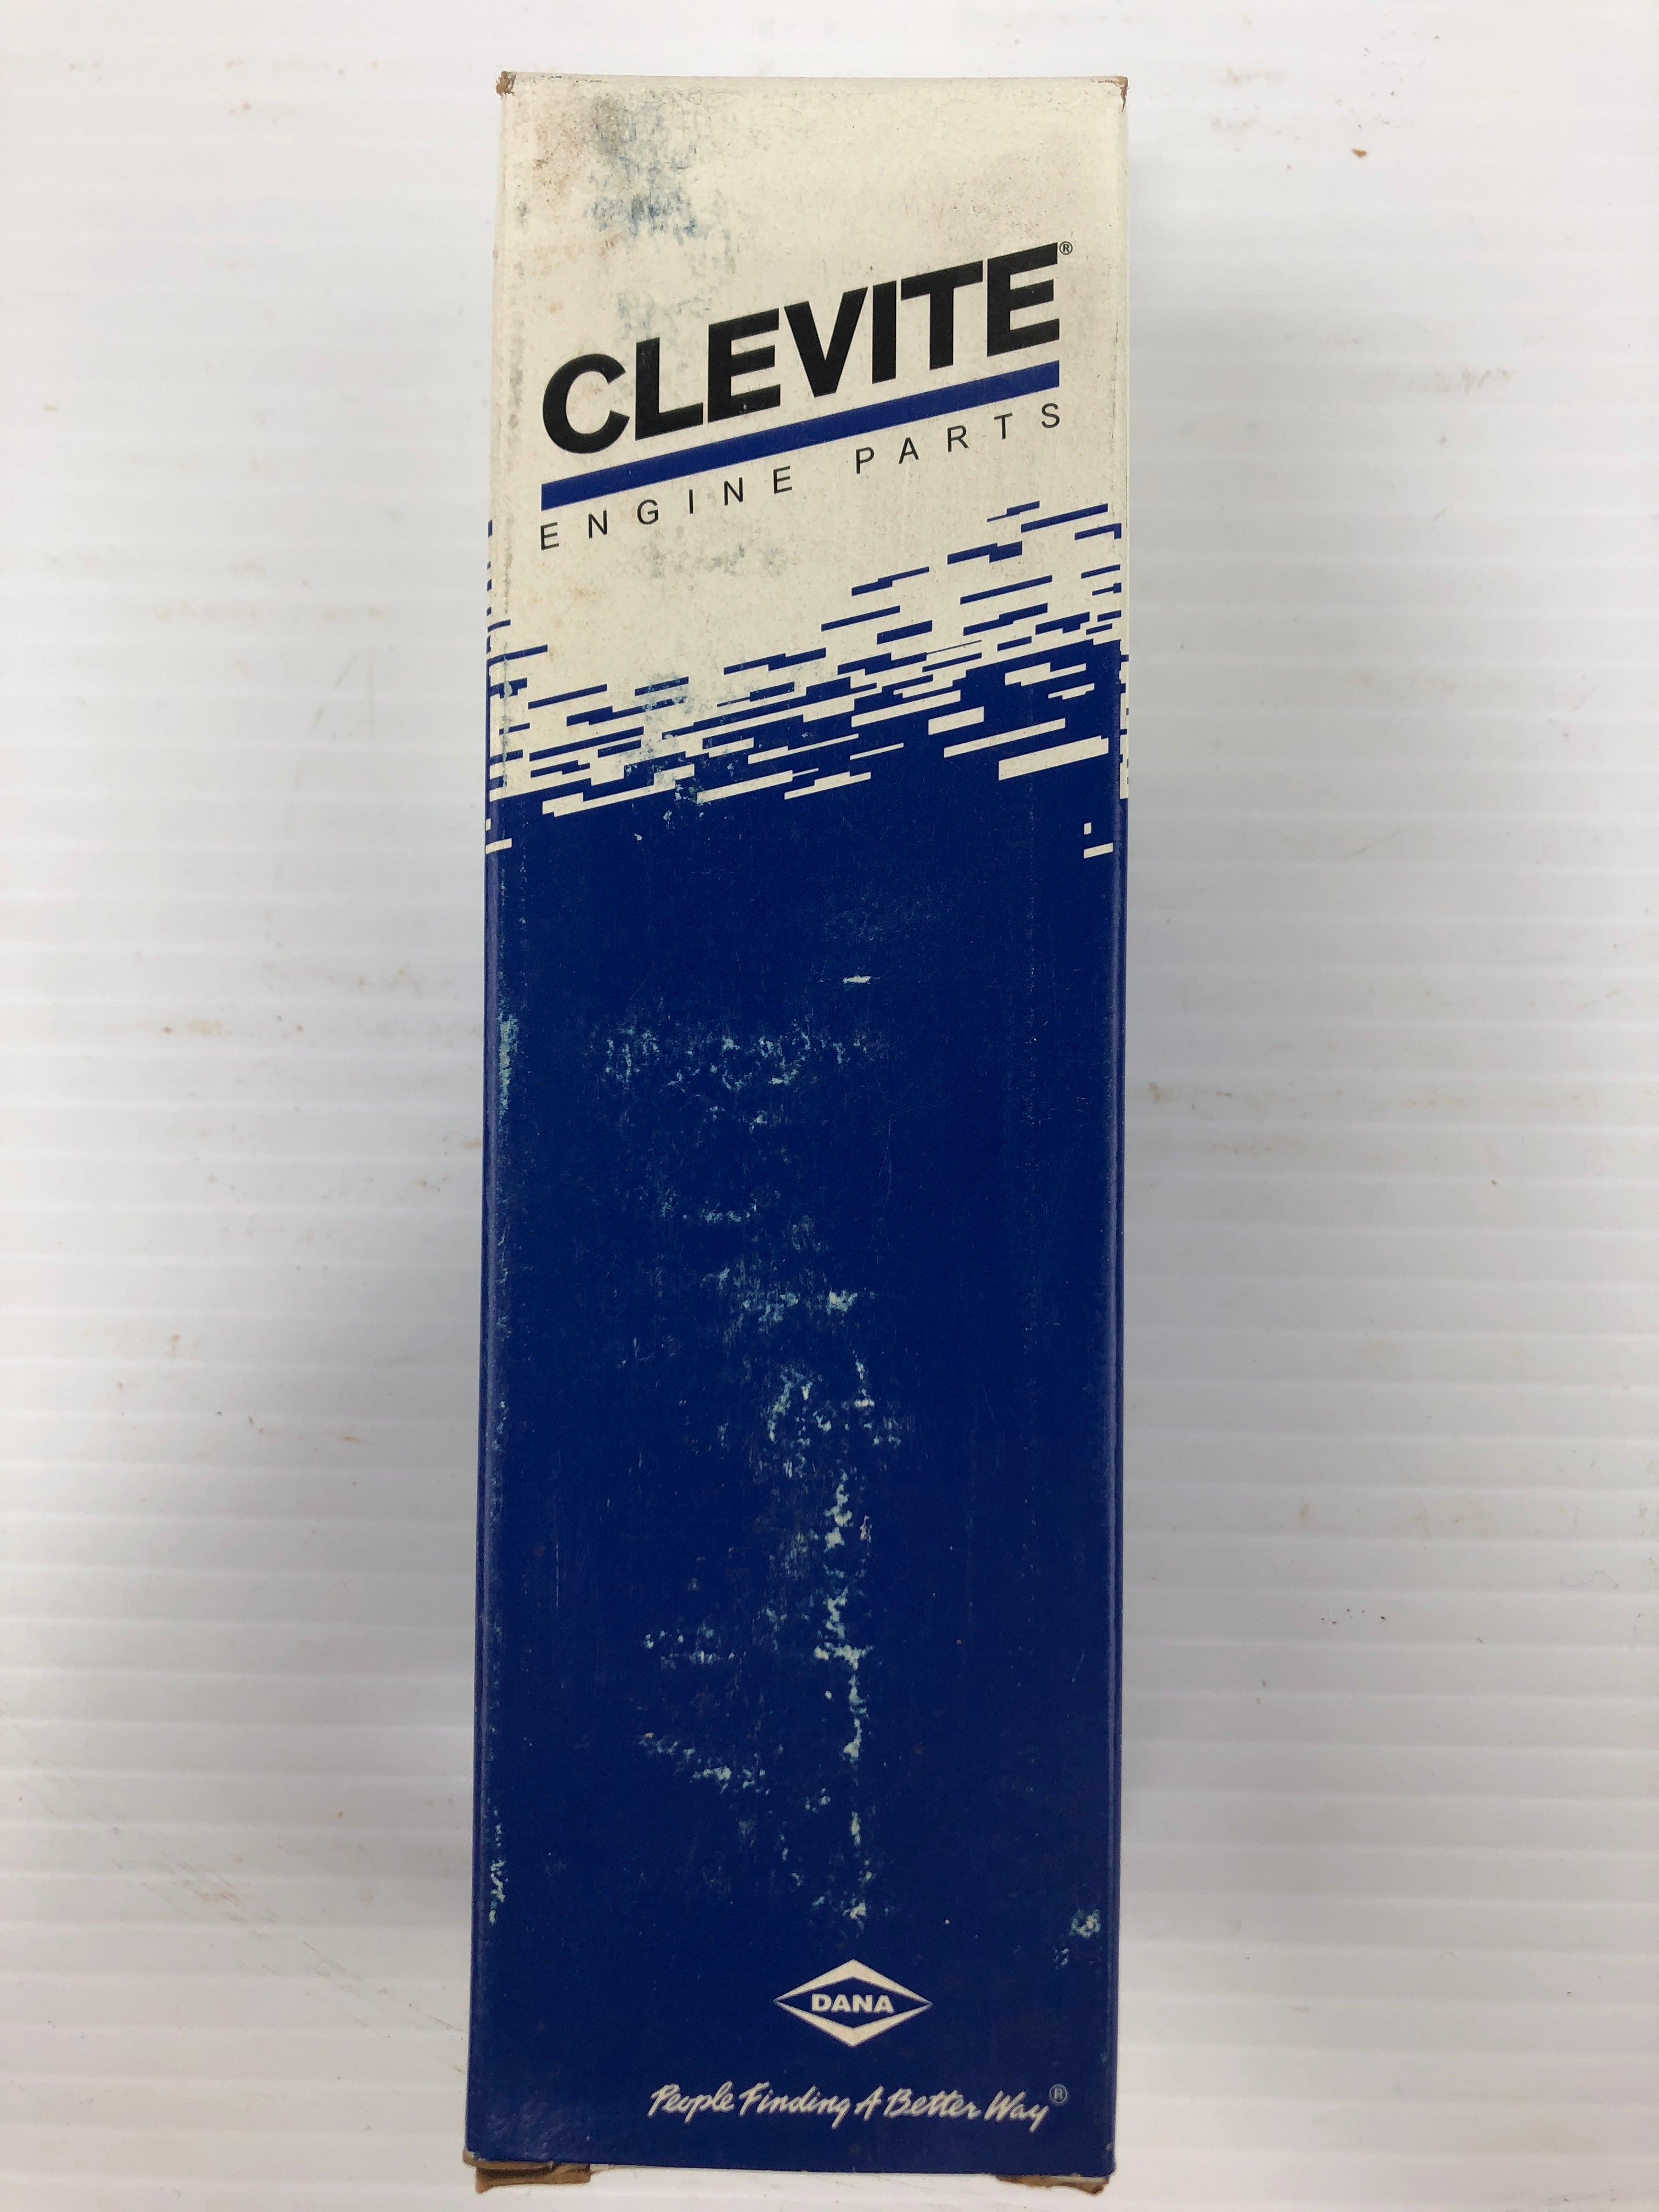 CLEVITE®
ENGINE PARTS
DANA
People Finding A Better Way®